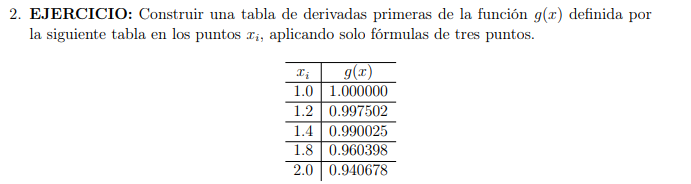 2. EJERCICIO: Construir una tabla de derivadas primeras de la función g(x) definida por
la siguiente tabla en los puntos xᵢ, aplicando solo fórmulas de tres puntos.
xᵢ g(x)
1.0 1.000000
1.2 0.997502
1.4 0.990025
1.8 0.960398
2.0 0.940678